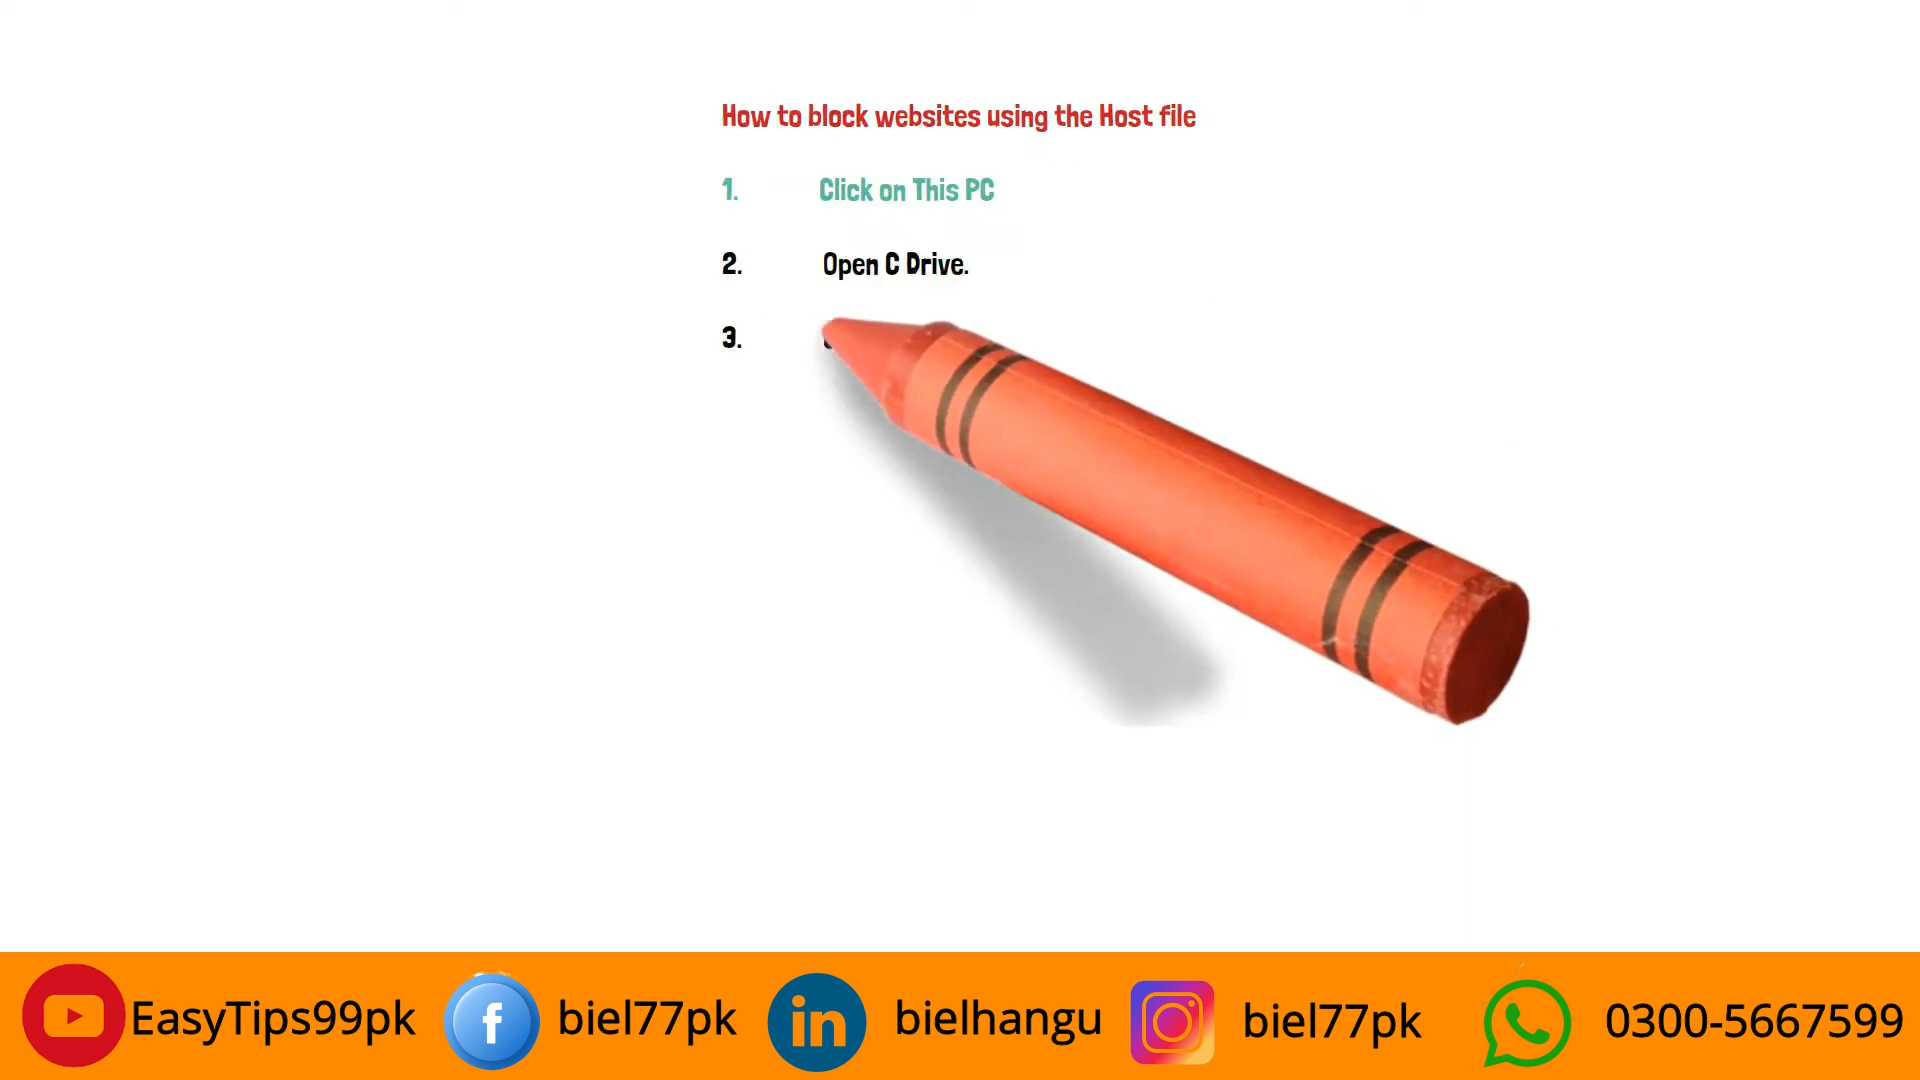 How to block websites using the Host file
1. Click on This PC
2. Open C Drive.
3.
EasyTips99pk biel77pk bielhangu biel77pk 0300-5667599